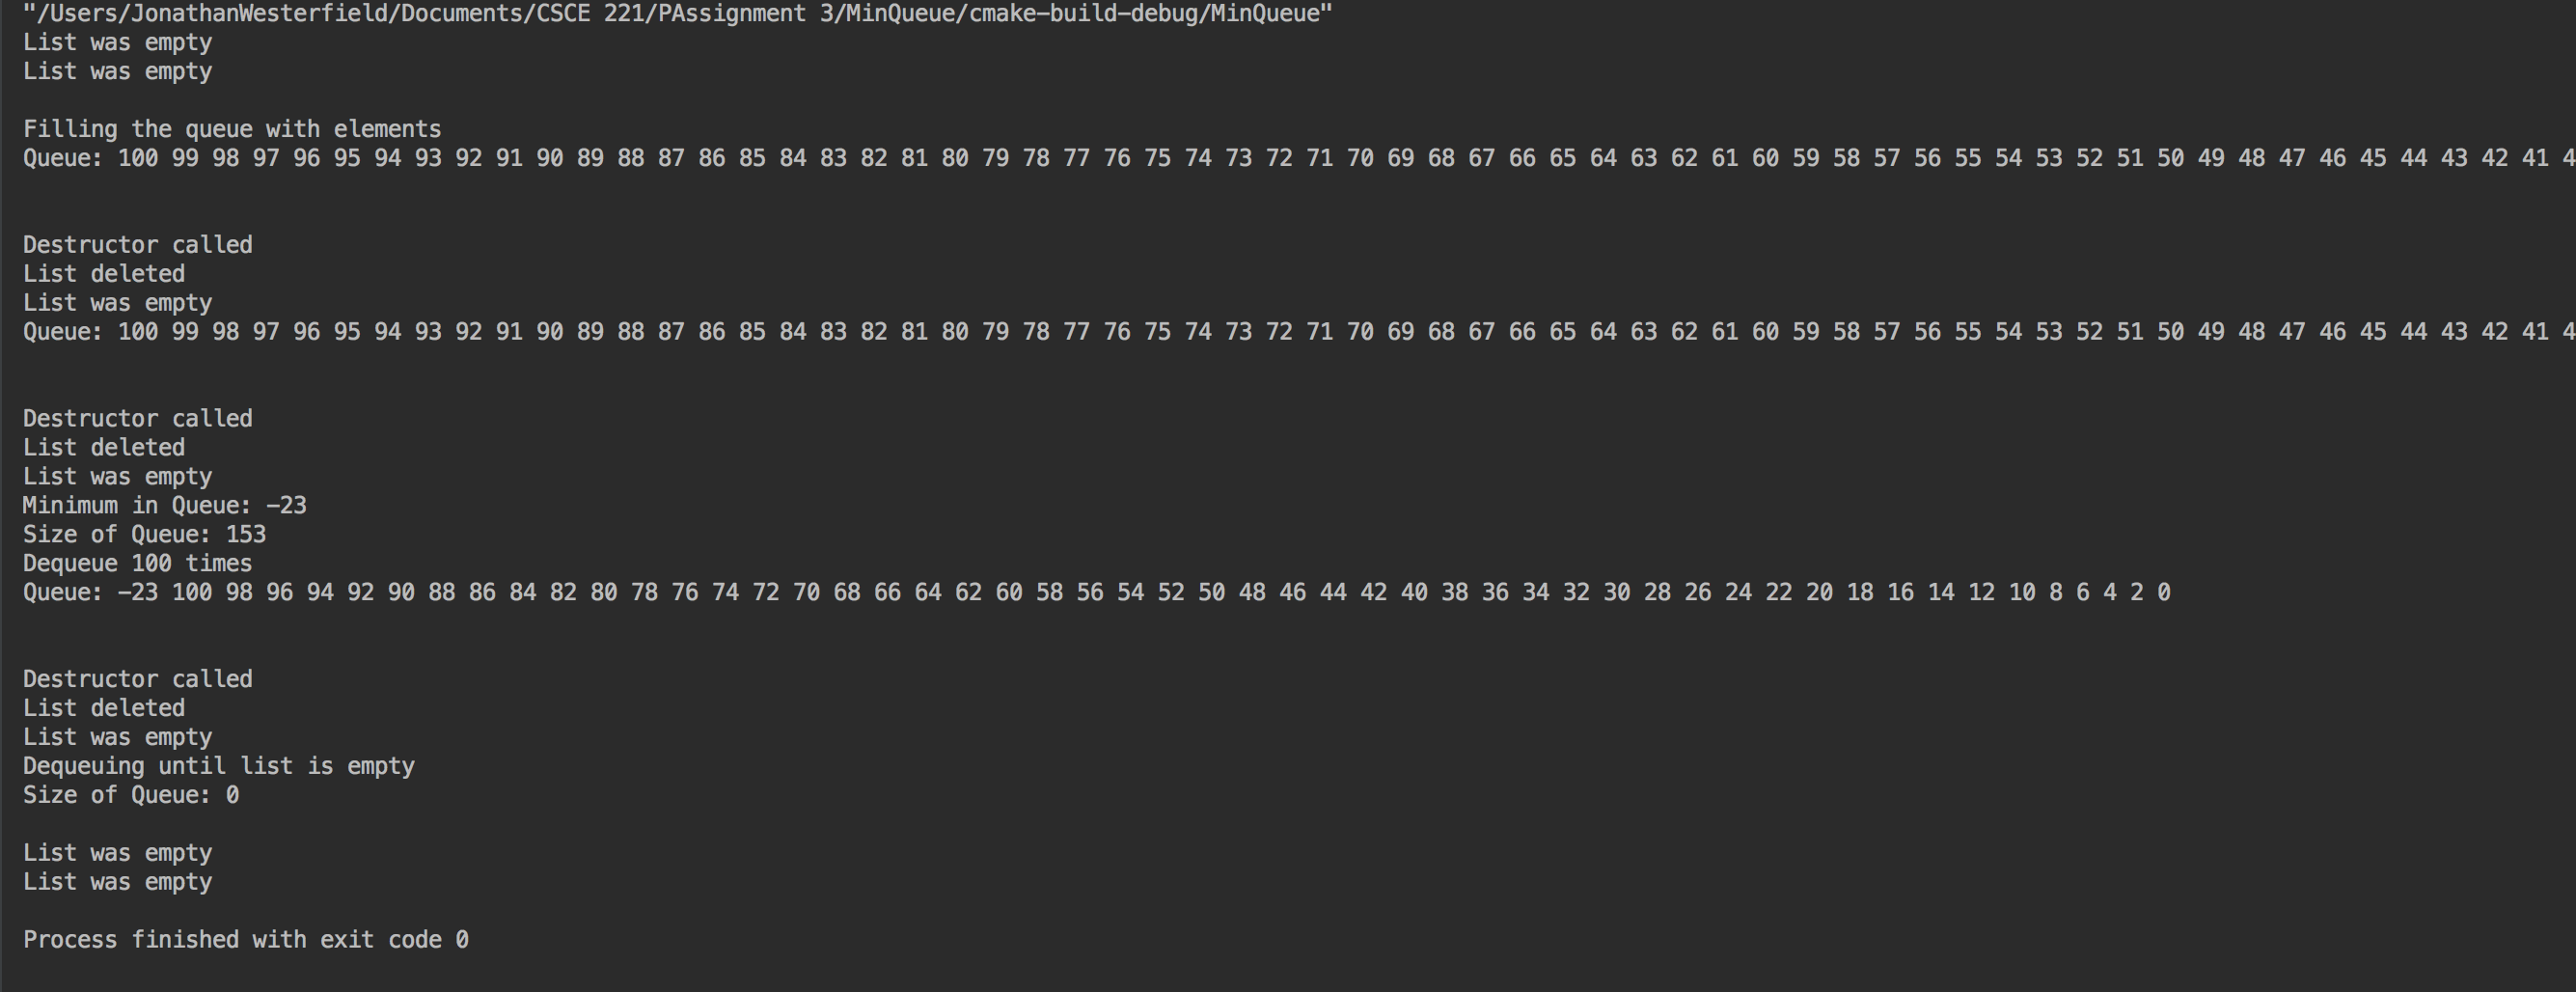 "/Users/JonathanWesterfield/Documents/CSCE 221/PAssignment 3/MinQueue/cmake-build-debug/MinQueue"
List was empty
List was empty
Filling the queue with elements
Queue: 100 99 98 97 96 95 94 93 92 91 90 89 88 87 86 85 84 83 82 81 80 79 78 77 76 75 74 73 72 71 70 69 68 67 66 65 64 63 62 61 60 59 58 57 56 55 54 53 52 51 50 49 48 47 46 45 44 43 42 41 4
Destructor called
List deleted
List was empty
Queue: 100 99 98 97 96 95 94 93 92 91 90 89 88 87 86 85 84 83 82 81 80 79 78 77 76 75 74 73 72 71 70 69 68 67 66 65 64 63 62 61 60 59 58 57 56 55 54 53 52 51 50 49 48 47 46 45 44 43 42 41 4
Destructor called
List deleted
List was empty
Minimum in Queue: -23
Size of Queue: 153
Dequeue 100 times
Queue: -23 100 98 96 94 92 90 88 86 84 82 80 78 76 74 72 70 68 66 64 62 60 58 56 54 52 50 48 46 44 42 40 38 36 34 32 30 28 26 24 22 20 18 16 14 12 10 8 6 4 2 0
Destructor called
List deleted
List was empty
Dequeuing until list is empty
Size of Queue: 0
List was empty
List was empty
Process finished with exit code 0